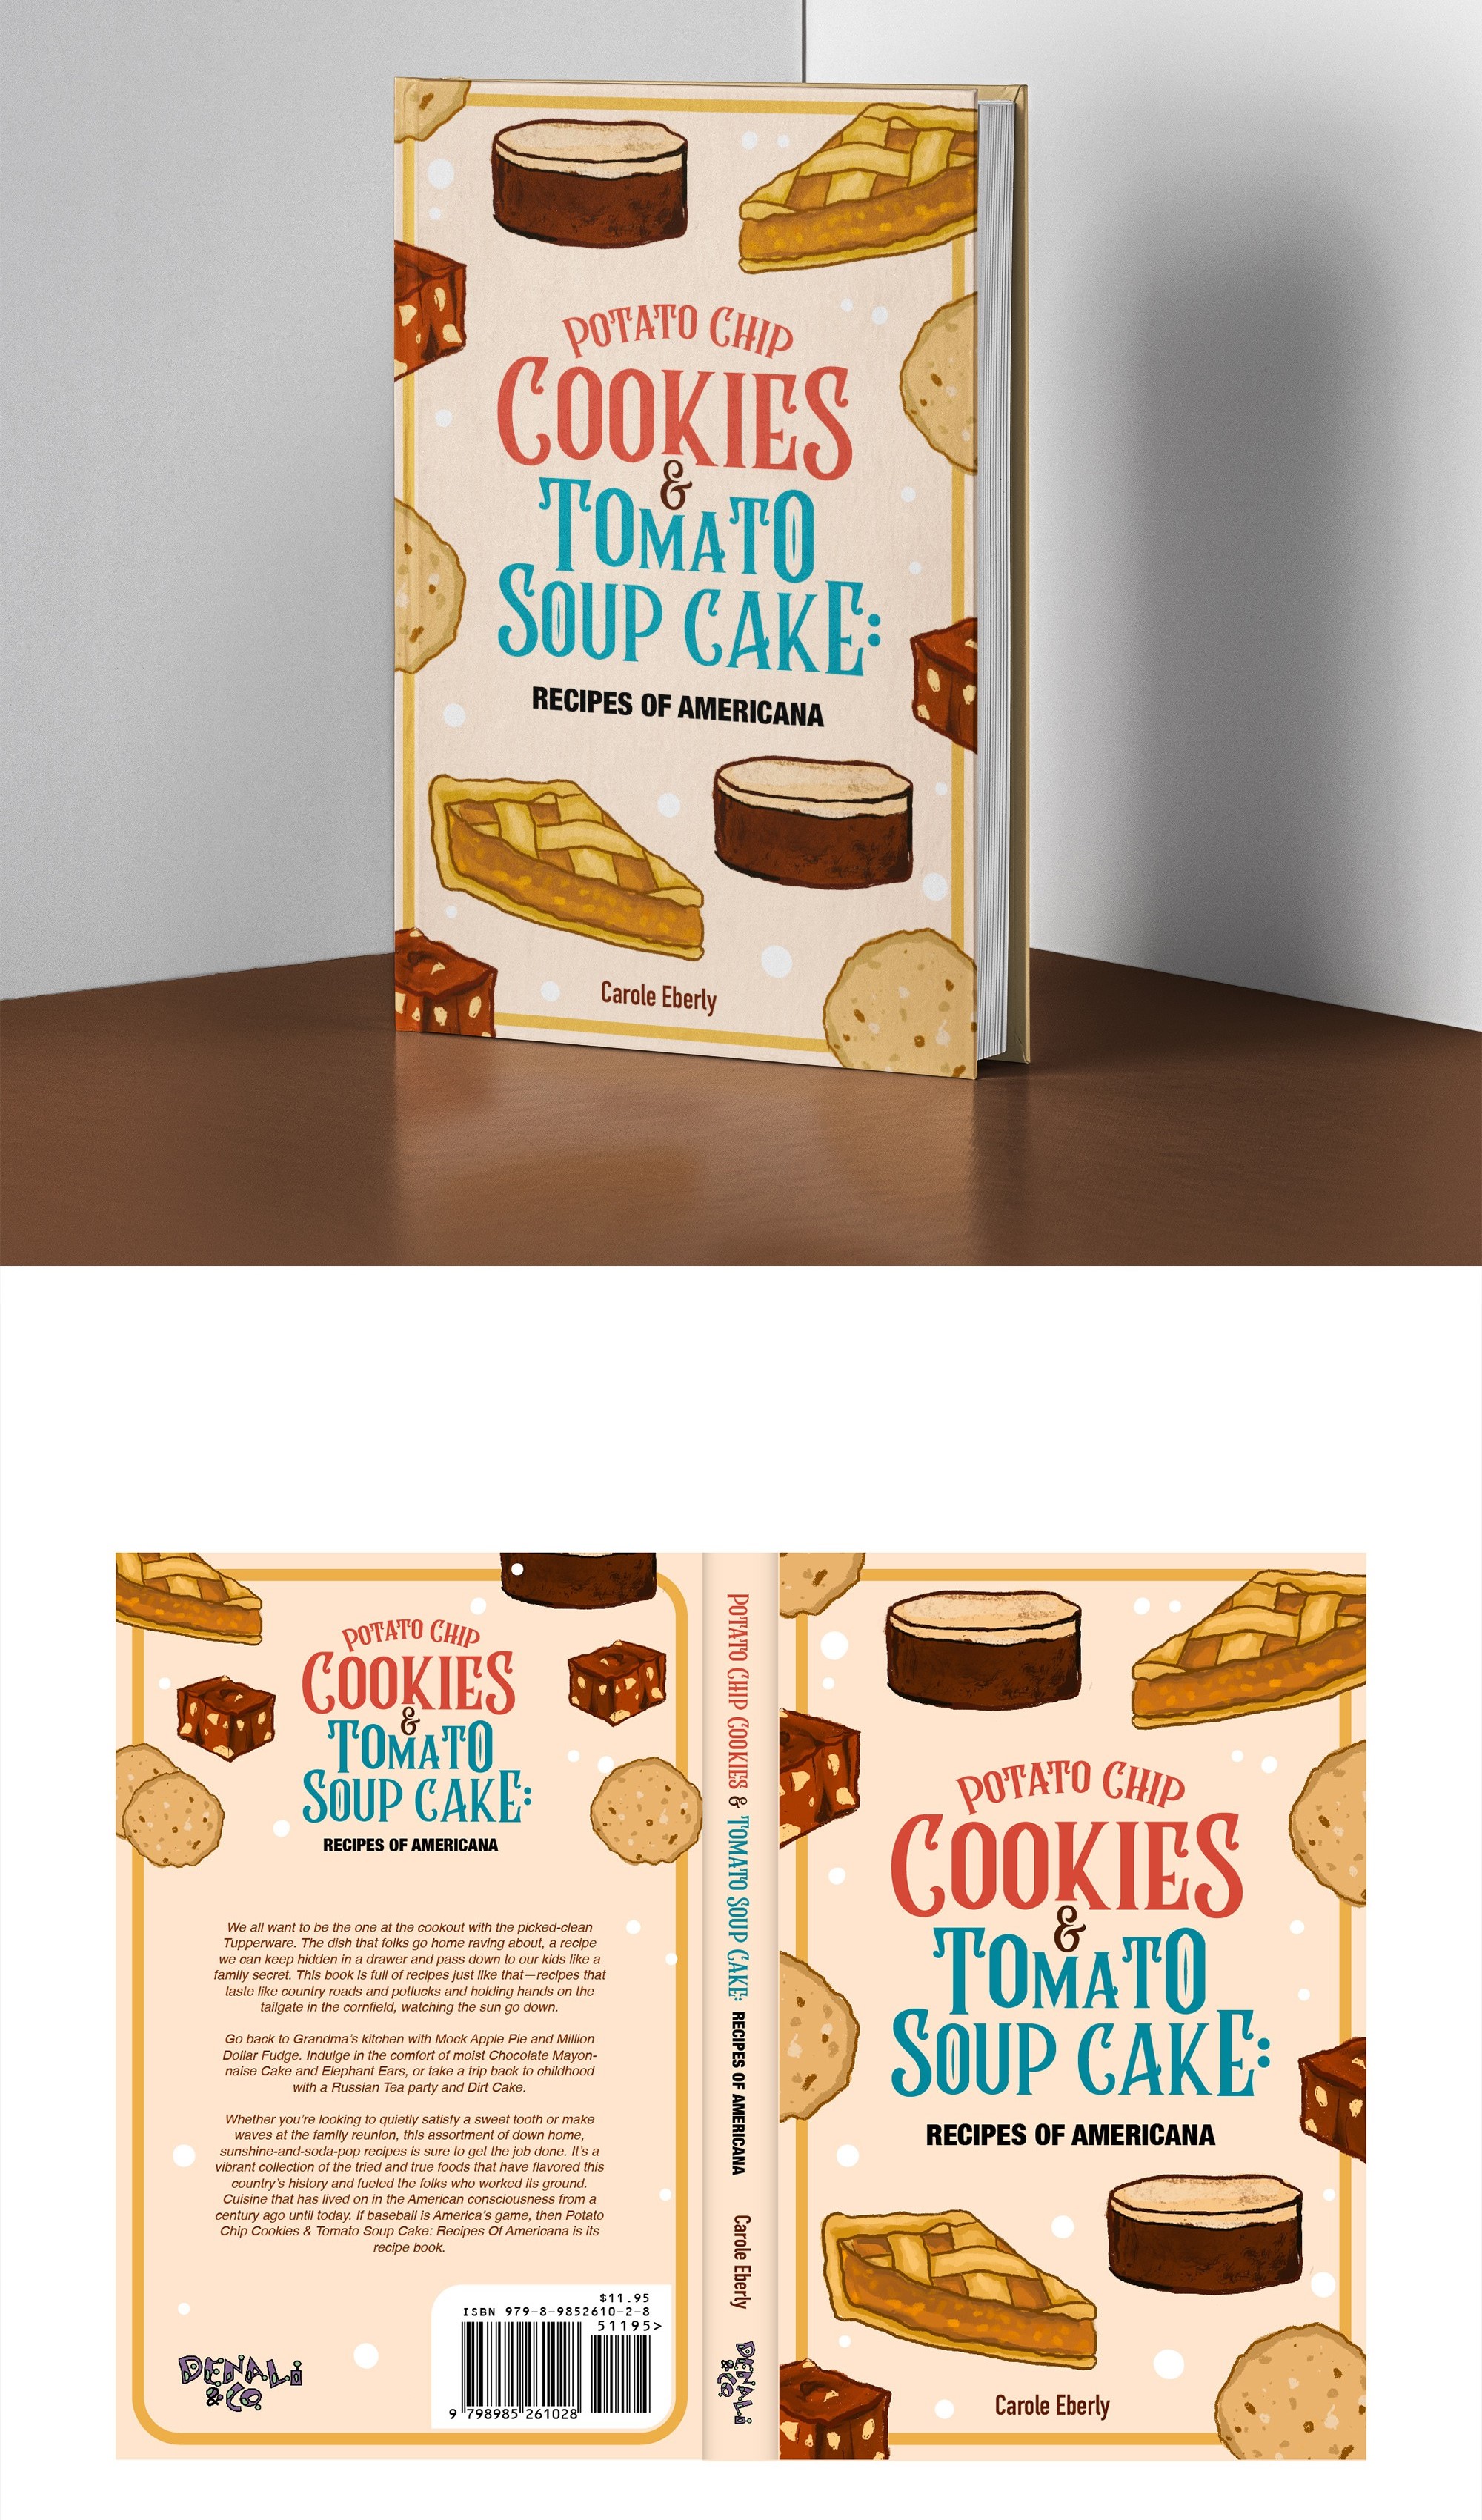 POTATO CHIP
COOKIES
&
TOMATO
SOUP CAKE:
RECIPES OF AMERICANA
Carole Eberly
POTATO CHIP
COOKIES
&
TOMATO
SOUP CAKE:
RECIPES OF AMERICANA
We all want to be the one at the cookout with the picked-clean
Tupperware. The dish that folks go home raving about, a recipe
we can keep hidden in a drawer and pass down to our kids like a
family secret. This book is full of recipes just like that—recipes that
taste like country roads and potlucks and holding hands on the
tailgate in the cornfield, watching the sun go down.
Go back to Grandma's kitchen with Mock Apple Pie and Million
Dollar Fudge. Indulge in the comfort of moist Chocolate Mayon-
naise Cake and Elephant Ears, or take a trip back to childhood
with a Russian Tea party and Dirt Cake.
Whether you're looking to quietly satisfy a sweet tooth or make
waves at the family reunion, this assortment of down home,
sunshine-and-soda-pop recipes is sure to get the job done. It's a
vibrant collection of the tried and true foods that have flavored this
country's history and fueled the folks who worked its ground.
Cuisine that has lived on in the American consciousness from a
century ago until today. If baseball is America's game, then Potato
Chip Cookies & Tomato Soup Cake: Recipes Of Americana is its
recipe book.
DENALi
& CO
$11.95
ISBN 979-8-9852610-2-8
51195>
9 798985 261028
POTATO CHIP COOKIES & TOMATO SOUP CAKE: RECIPES OF AMERICANA Carole Eberly
DENALi
& CO
POTATO CHIP
COOKIES
&
TOMATO
SOUP CAKE:
RECIPES OF AMERICANA
Carole Eberly